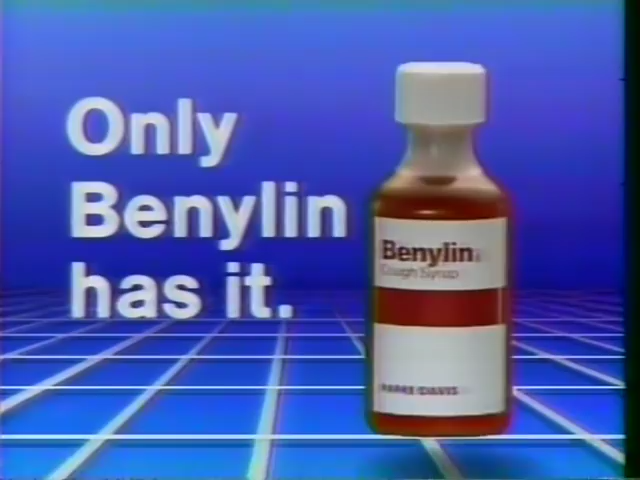 Only
Benylin
has it.
Benylin
Cough Syrup
PARKE-DAVIS